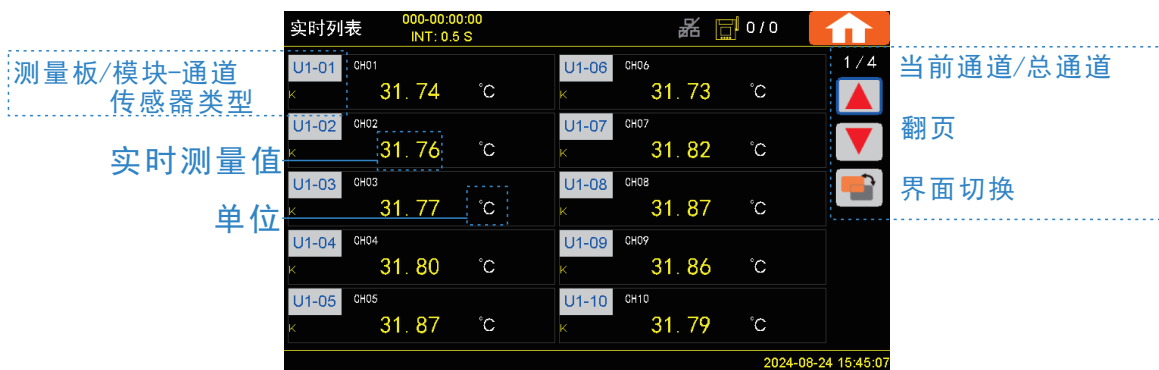 实时列表
000-00:00:00
INT: 0.5 S
0 / 0
测量板/模块-通道
传感器类型
实时测量值
单位
U1-01 CH01
K 31.74 ℃
U1-02 CH02
K 31.76 ℃
U1-03 CH03
K 31.77 ℃
U1-04 CH04
K 31.80 ℃
U1-05 CH05
K 31.87 ℃
U1-06 CH06
K 31.73 ℃
U1-07 CH07
K 31.82 ℃
U1-08 CH08
K 31.87 ℃
U1-09 CH09
K 31.86 ℃
U1-10 CH10
K 31.79 ℃
1 / 4
当前通道/总通道
翻页
界面切换
2024-08-24 15:45:07